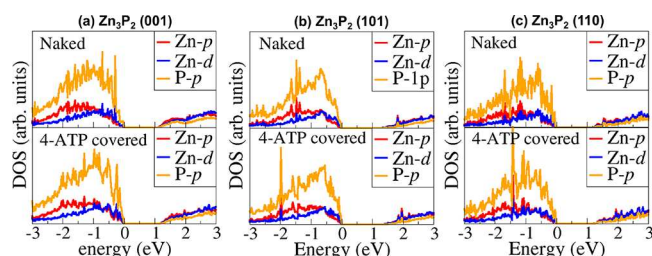 (a) Zn3P2 (001)
Naked
Zn-p
Zn-d
P-p
4-ATP covered
Zn-p
Zn-d
P-p
DOS (arb. units)
-3 -2 -1 0 1 2 3
energy (eV)
(b) Zn3P2 (101)
Naked
Zn-p
Zn-d
P-1p
4-ATP covered
Zn-p
Zn-d
P-p
DOS (arb. units)
-3 -2 -1 0 1 2 3
Energy (eV)
(c) Zn3P2 (110)
Naked
Zn-p
Zn-d
P-p
4-ATP covered
Zn-p
Zn-d
P-p
DOS (arb. units)
-3 -2 -1 0 1 2 3
Energy (eV)